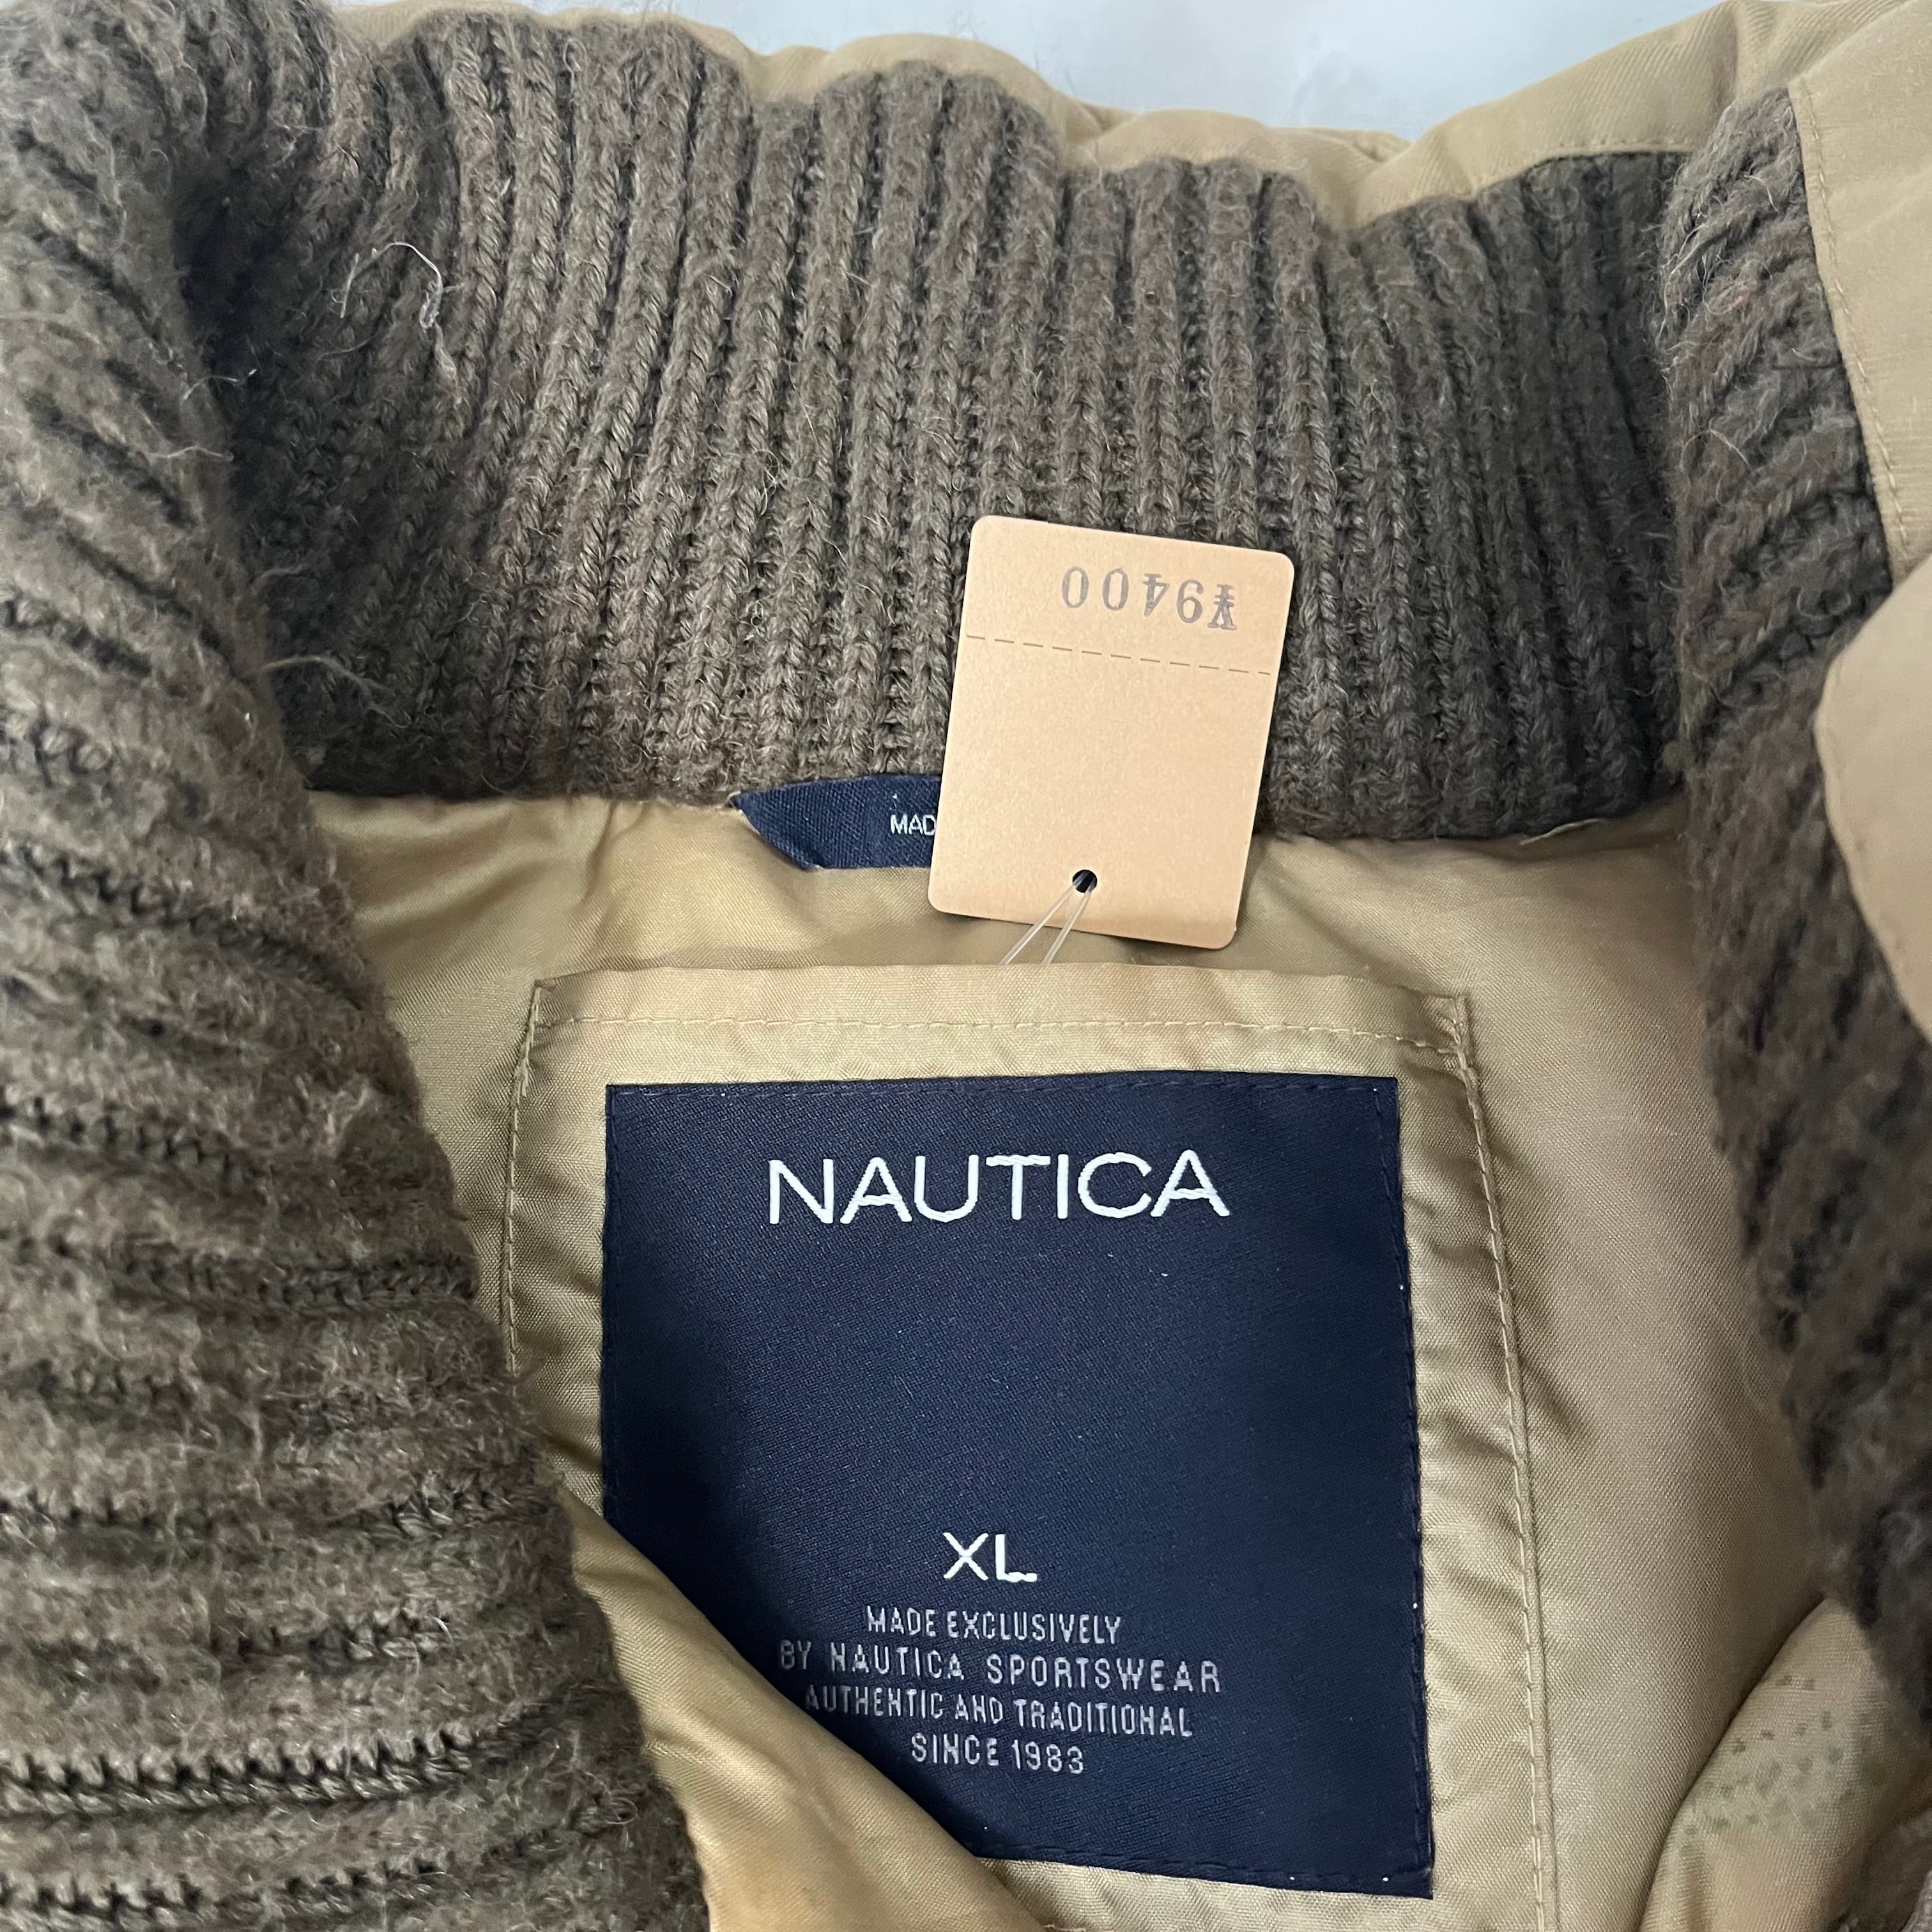 ¥9400
MAD
NAUTICA
XL
MADE EXCLUSIVELY
BY NAUTICA SPORTSWEAR
AUTHENTIC AND TRADITIONAL
SINCE 1983